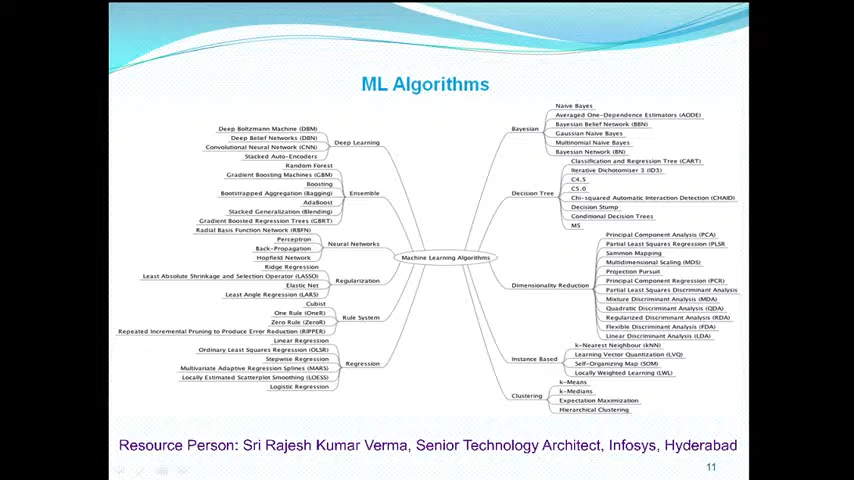 ML Algorithms
Deep Boltzmann Machine (DBM)
Deep Belief Networks (DBN)
Convolutional Neural Network (CNN)
Stacked Auto-Encoders
Deep Learning
Random Forest
Gradient Boosting Machines (GBM)
Boosting
Bootstrapped Aggregation (Bagging)
AdaBoost
Stacked Generalization (Blending)
Gradient Boosted Regression Trees (GBRT)
Ensemble
Radial Basis Function Network (RBFN)
Perceptron
Back-Propagation
Hopfield Network
Neural Networks
Ridge Regression
Least Absolute Shrinkage and Selection Operator (LASSO)
Elastic Net
Least Angle Regression (LARS)
Regularization
Cubist
One Rule (OneR)
Zero Rule (ZeroR)
Repeated Incremental Pruning to Produce Error Reduction (RIPPER)
Rule System
Linear Regression
Ordinary Least Squares Regression (OLSR)
Stepwise Regression
Multivariate Adaptive Regression Splines (MARS)
Locally Estimated Scatterplot Smoothing (LOESS)
Logistic Regression
Regression
Machine Learning Algorithms
Bayesian
Naive Bayes
Averaged One-Dependence Estimators (AODE)
Bayesian Belief Network (BBN)
Gaussian Naive Bayes
Multinomial Naive Bayes
Bayesian Network (BN)
Decision Tree
Classification and Regression Tree (CART)
Iterative Dichotomiser 3 (ID3)
C4.5
C5.0
Chi-squared Automatic Interaction Detection (CHAID)
Decision Stump
Conditional Decision Trees
M5
Dimensionality Reduction
Principal Component Analysis (PCA)
Partial Least Squares Regression (PLSR
Sammon Mapping
Multidimensional Scaling (MDS)
Projection Pursuit
Principal Component Regression (PCR)
Partial Least Squares Discriminant Analysis
Mixture Discriminant Analysis (MDA)
Quadratic Discriminant Analysis (QDA)
Regularized Discriminant Analysis (RDA)
Flexible Discriminant Analysis (FDA)
Linear Discriminant Analysis (LDA)
Instance Based
k-Nearest Neighbour (kNN)
Learning Vector Quantization (LVQ)
Self-Organizing Map (SOM)
Locally Weighted Learning (LWL)
Clustering
k-Means
k-Medians
Expectation Maximization
Hierarchical Clustering
Resource Person: Sri Rajesh Kumar Verma, Senior Technology Architect, Infosys, Hyderabad
11